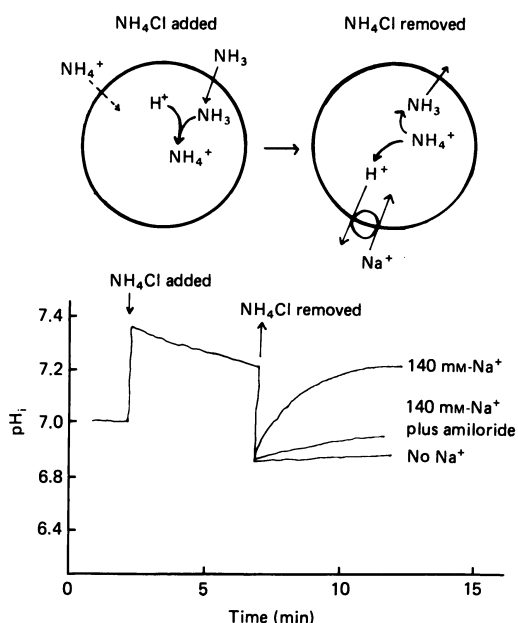 NH₄Cl added
NH₄Cl removed
NH₄⁺
NH₃
H⁺
NH₃
NH₄⁺
NH₃
NH₄⁺
H⁺
Na⁺
NH₄Cl added
NH₄Cl removed
7.4
7.2
7.0
6.8
6.4
pHᵢ
140 mM-Na⁺
140 mM-Na⁺
plus amiloride
No Na⁺
0
5
10
15
Time (min)